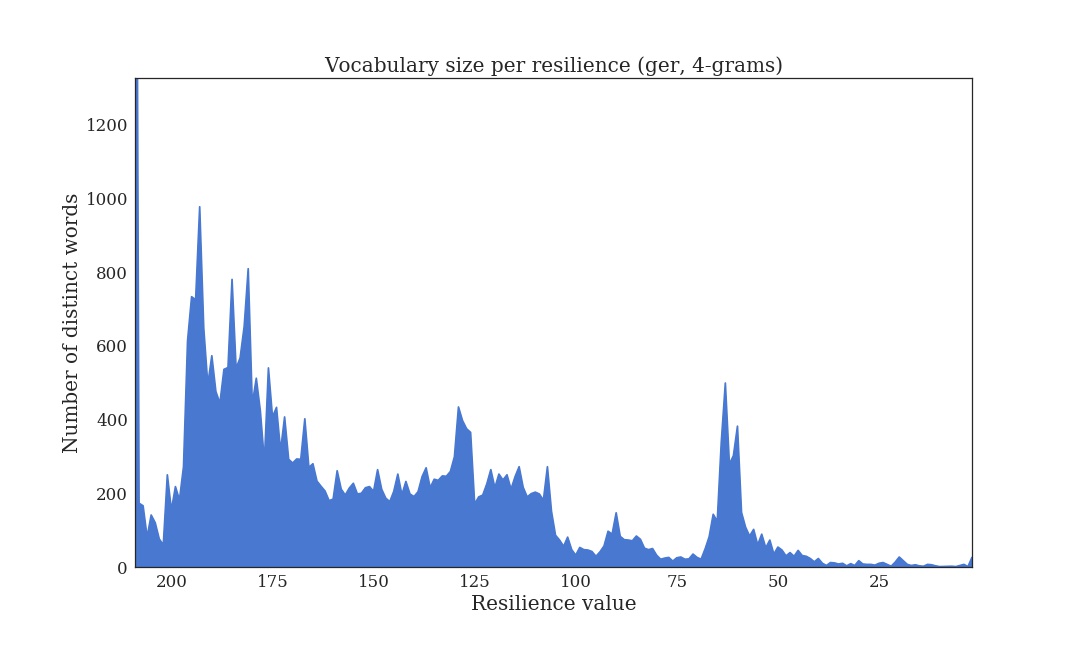 Vocabulary size per resilience (ger, 4-grams)
Number of distinct words
1200
1000
800
600
400
200
0
200 175 150 125 100 75 50 25
Resilience value